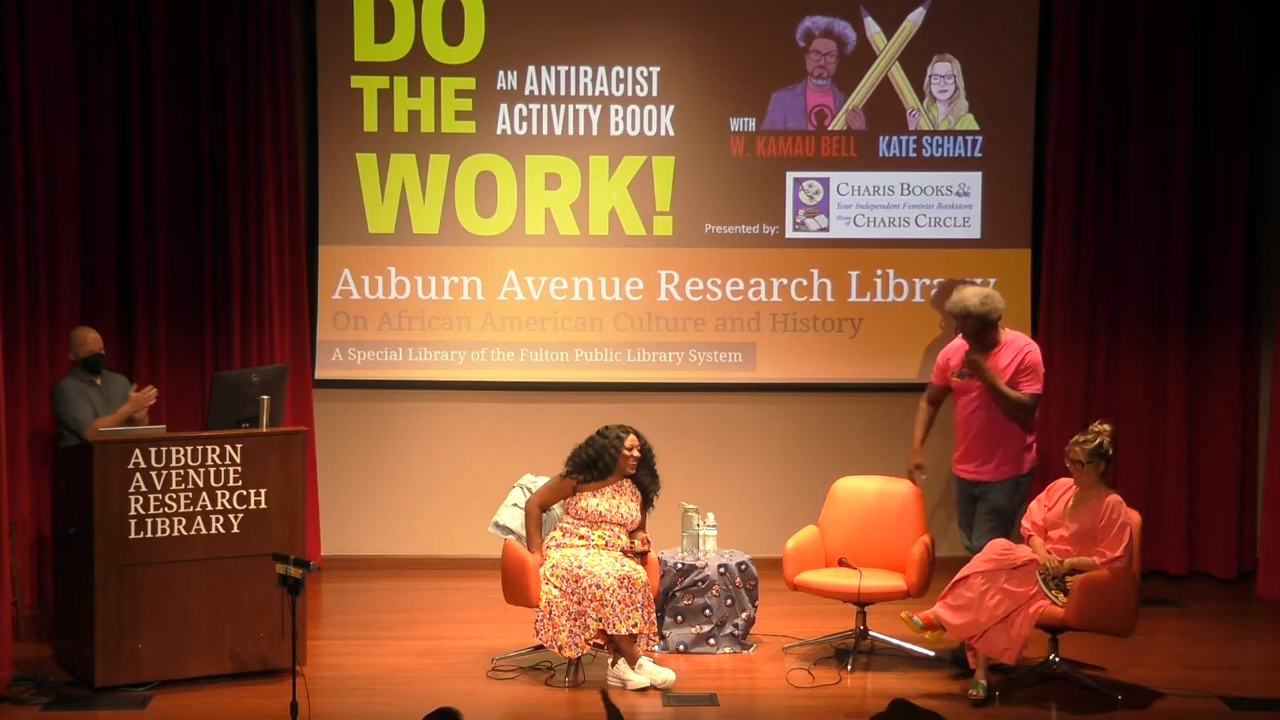 DO
THE
WORK!
AN ANTIRACIST
ACTIVITY BOOK
WITH
W. KAMAU BELL
KATE SCHATZ
Presented by:
CHARIS BOOKS &
Your Independent Feminist Bookstore
Home of CHARIS CIRCLE
Auburn Avenue Research Library
On African American Culture and History
A Special Library of the Fulton Public Library System
AUBURN
AVENUE
RESEARCH
LIBRARY